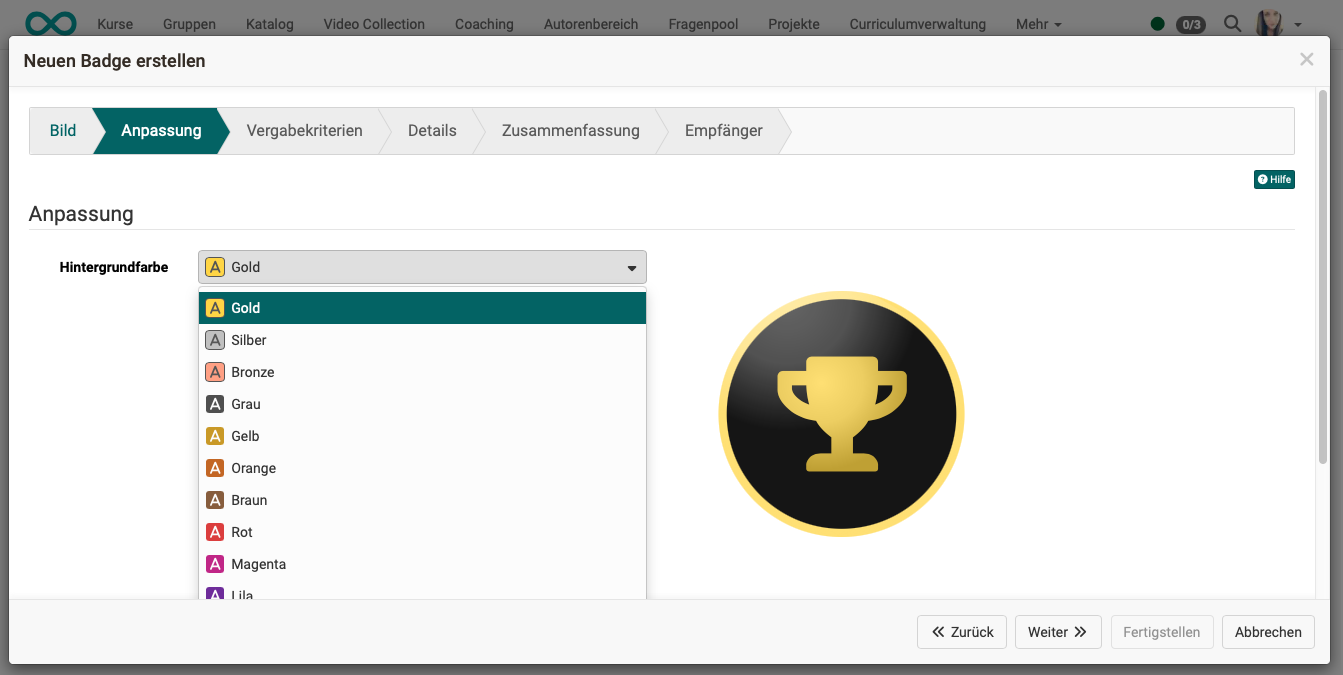 Kurse Gruppen Katalog Video Collection Coaching Autorenbereich Fragenpool Projekte Curriculumverwaltung Mehr 0/3
Neuen Badge erstellen ×
Bild Anpassung Vergabekriterien Details Zusammenfassung Empfänger
Hilfe
Anpassung
Hintergrundfarbe A Gold
A Gold
A Silber
A Bronze
A Grau
A Gelb
A Orange
A Braun
A Rot
A Magenta
A Lila
Zurück Weiter Fertigstellen Abbrechen